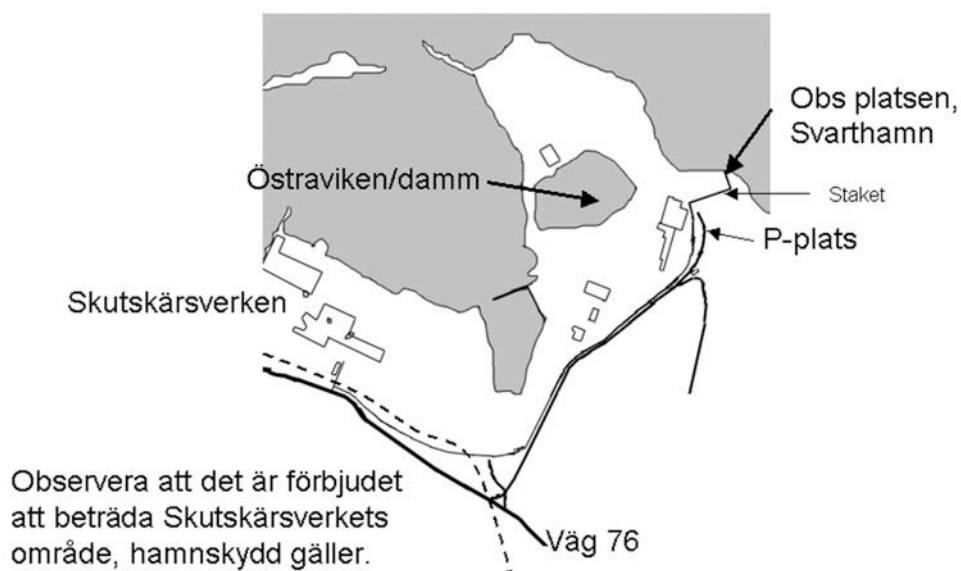 Obs platsen,
Svarthamn
Östraviken/damm
Staket
P-plats
Skutskärsverken
Observera att det är förbjudet
att beträda Skutskärsverkets
område, hamnskydd gäller.
Väg 76